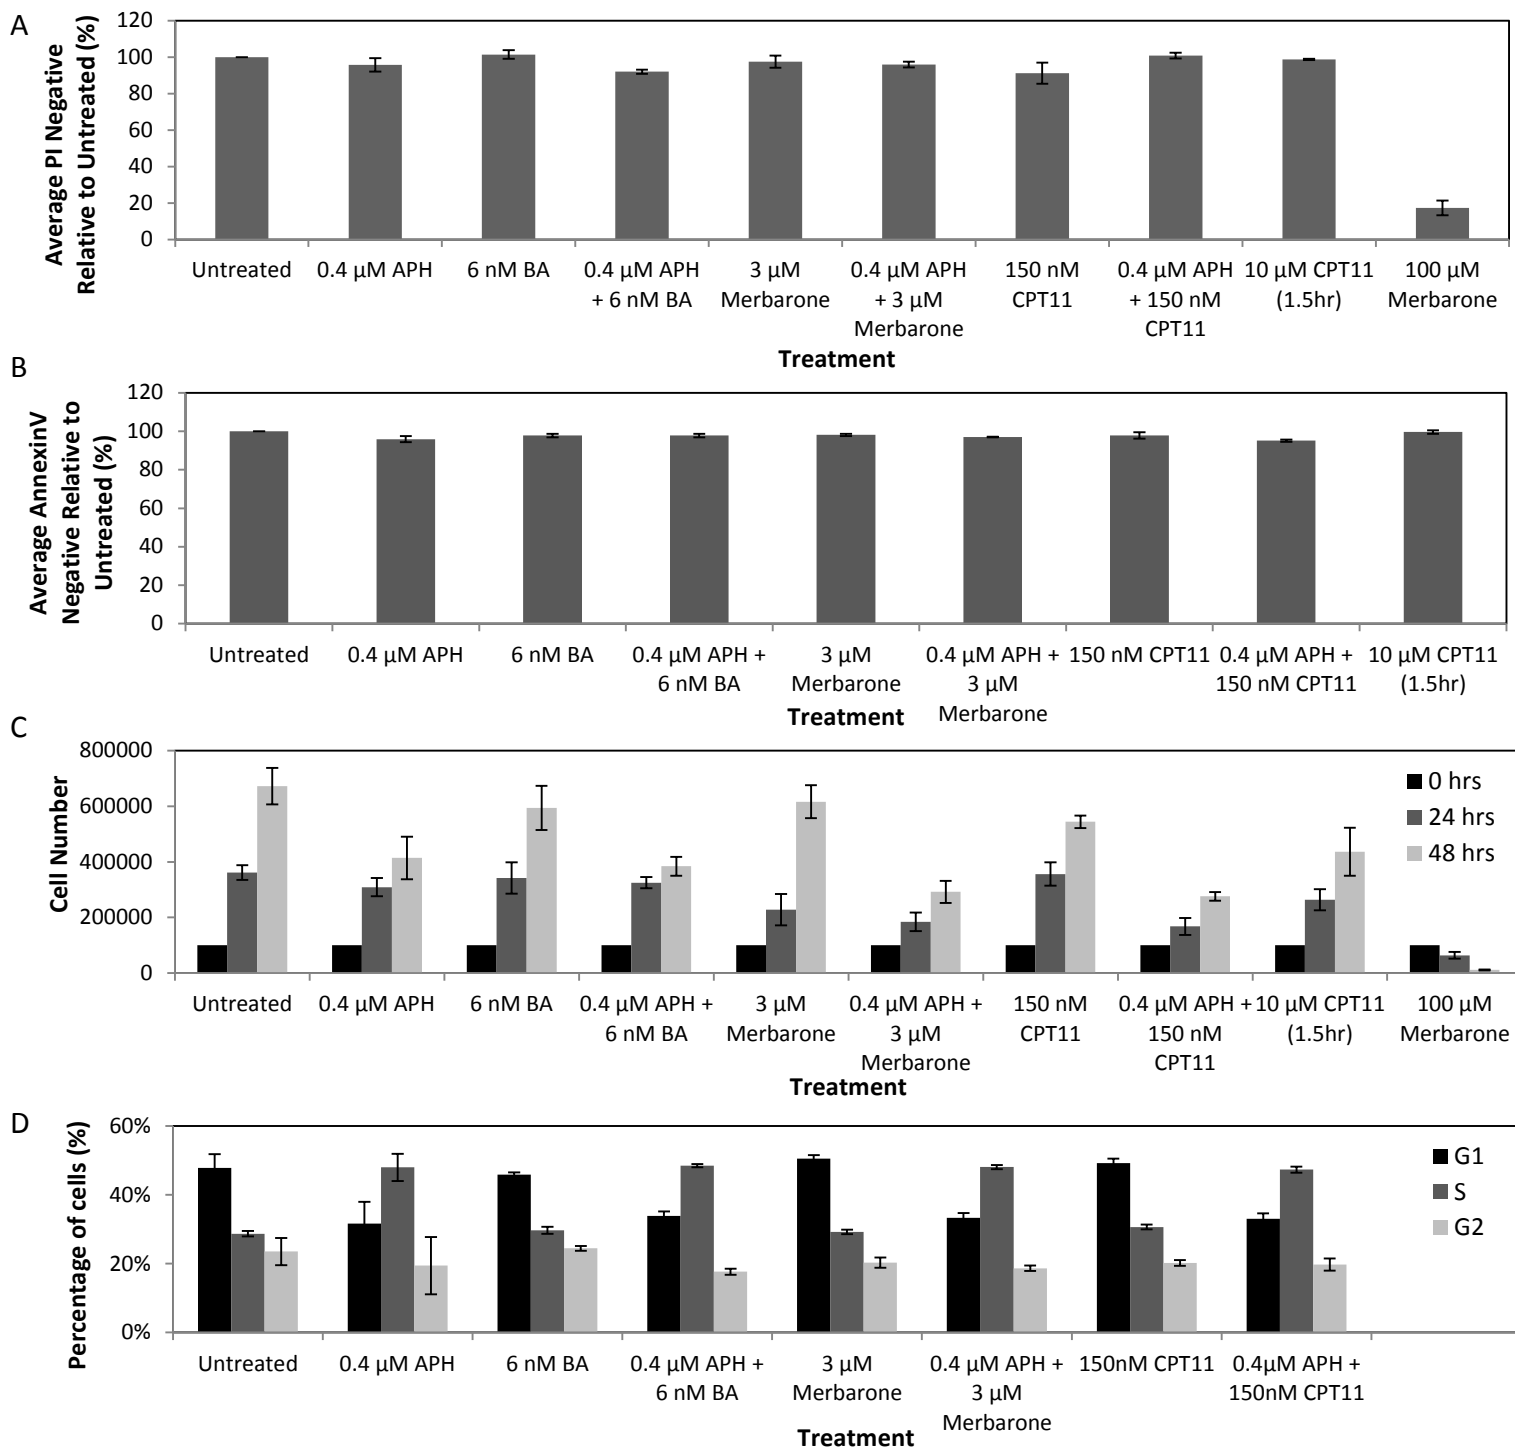 A
Average PI Negative
Relative to Untreated (%)
120
100
80
60
40
20
0
Untreated
0.4 µM APH
6 nM BA
0.4 µM APH
+ 6 nM BA
3 µM
Merbarone
0.4 µM APH
+ 3 µM
Merbarone
150 nM
CPT11
0.4 µM APH
+ 150 nM
CPT11
10 µM CPT11
(1.5hr)
100 µM
Merbarone
Treatment
B
Average AnnexinV
Negative Relative to
Untreated (%)
120
100
80
60
40
20
0
Untreated
0.4 µM APH
6 nM BA
0.4 µM APH +
6 nM BA
3 µM
Merbarone
0.4 µM APH +
3 µM
Merbarone
150 nM CPT11
0.4 µM APH +
150 nM CPT11
10 µM CPT11
(1.5hr)
Treatment
C
Cell Number
800000
600000
400000
200000
0
0 hrs
24 hrs
48 hrs
Untreated
0.4 µM APH
6 nM BA
0.4 µM APH +
6 nM BA
3 µM
Merbarone
0.4 µM APH +
3 µM
Merbarone
150 nM
CPT11
0.4 µM APH +
150 nM
CPT11
10 µM CPT11
(1.5hr)
100 µM
Merbarone
Treatment
D
Percentage of cells (%)
60%
40%
20%
0%
G1
S
G2
Untreated
0.4 µM APH
6 nM BA
0.4 µM APH +
6 nM BA
3 µM
Merbarone
0.4 µM APH +
3 µM
Merbarone
150nM CPT11
0.4µM APH +
150nM CPT11
Treatment